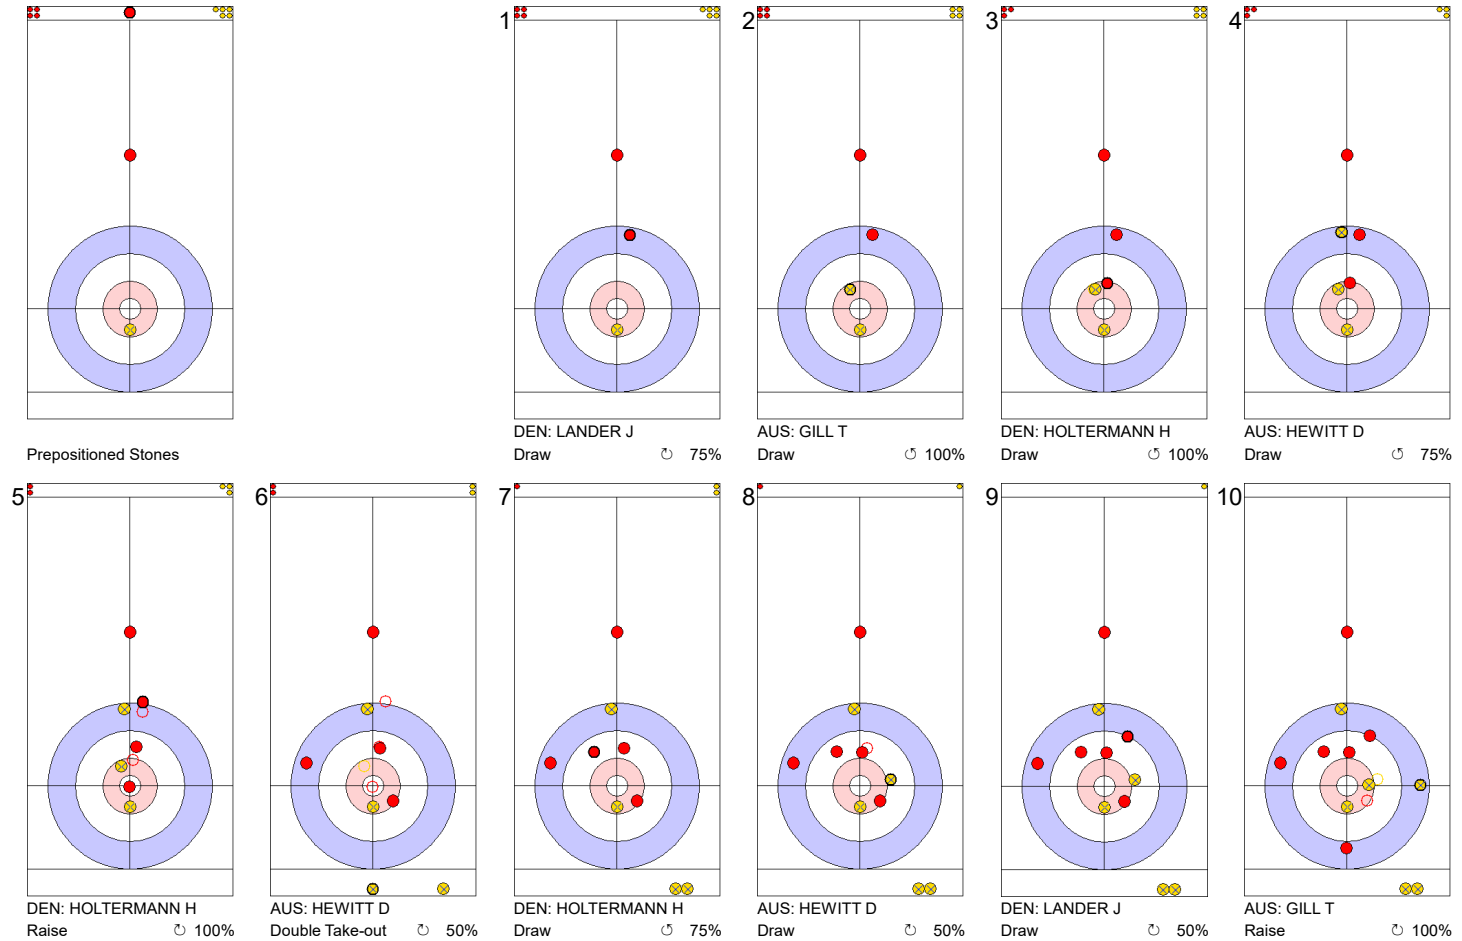 1
2
3
4
Prepositioned Stones
DEN: LANDER J
Draw 75%
AUS: GILL T
Draw 100%
DEN: HOLTERMANN H
Draw 100%
AUS: HEWITT D
Draw 75%
5
6
7
8
9
10
DEN: HOLTERMANN H
Raise 100%
AUS: HEWITT D
Double Take-out 50%
DEN: HOLTERMANN H
Draw 75%
AUS: HEWITT D
Draw 50%
DEN: LANDER J
Draw 50%
AUS: GILL T
Raise 100%